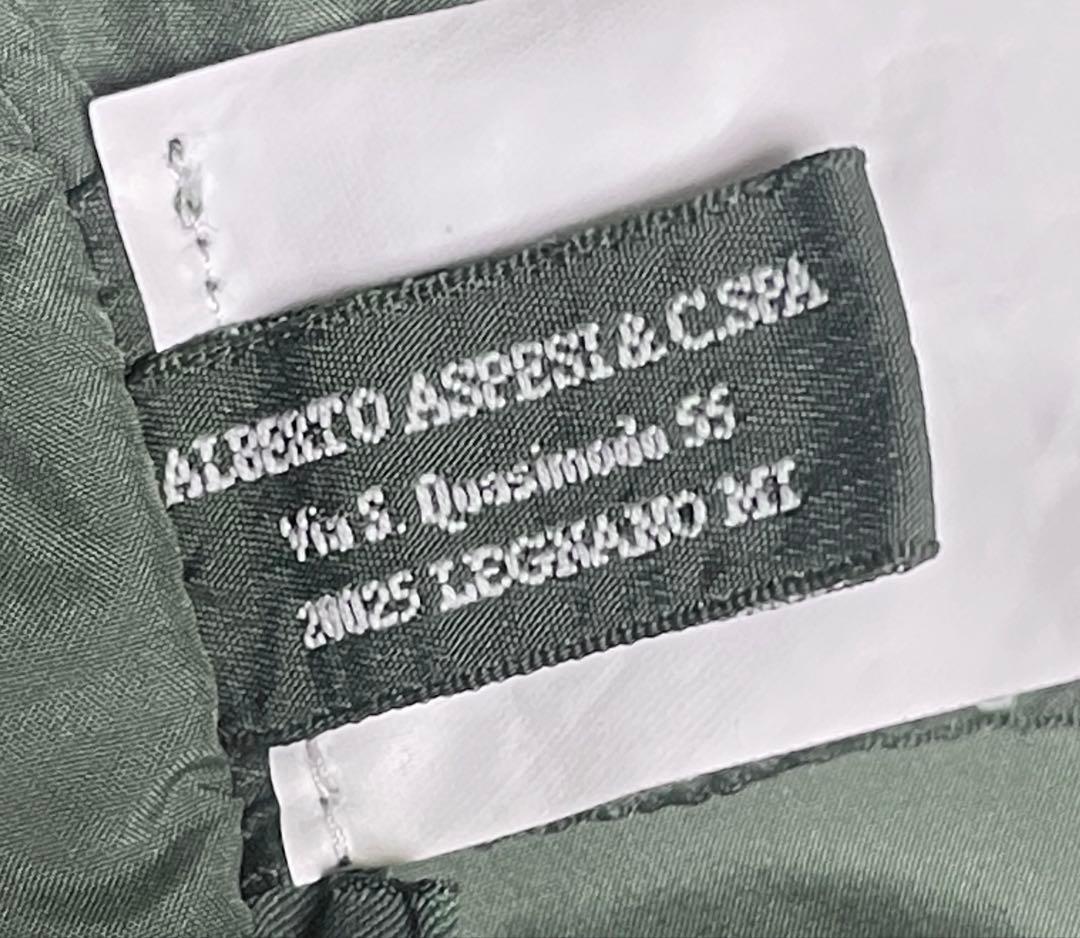 ALBERTO ASPESI & C.SPA
Via S. Quasimodo 55
20025 LEGNANO MI